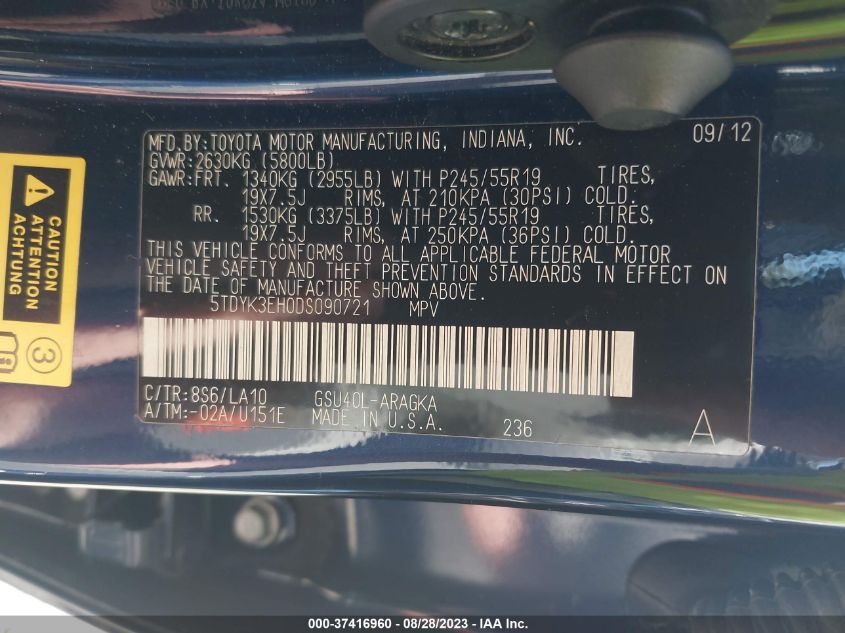 MFD.BY:TOYOTA MOTOR MANUFACTURING, INDIANA, INC. 09/12
GVWR:2630KG (5800LB)
GAWR:FRT. 1340KG (2955LB) WITH P245/55R19 TIRES,
19X7.5J RIMS, AT 210KPA (30PSI) COLD.
RR. 1530KG (3375LB) WITH P245/55R19 TIRES,
19X7.5J RIMS, AT 250KPA (36PSI) COLD.
THIS VEHICLE CONFORMS TO ALL APPLICABLE FEDERAL MOTOR
VEHICLE SAFETY AND THEFT PREVENTION STANDARDS IN EFFECT ON
THE DATE OF MANUFACTURE SHOWN ABOVE.
5TDYK3EH0DS090721 MPV
C/TR:8S6/LA10 GSU40L-ARAGKA
A/TM:-02A/U151E MADE IN U.S.A. 236 A
CAUTION
ATTENTION
ACHTUNG
3
000-37416960 - 08/28/2023 - IAA Inc.